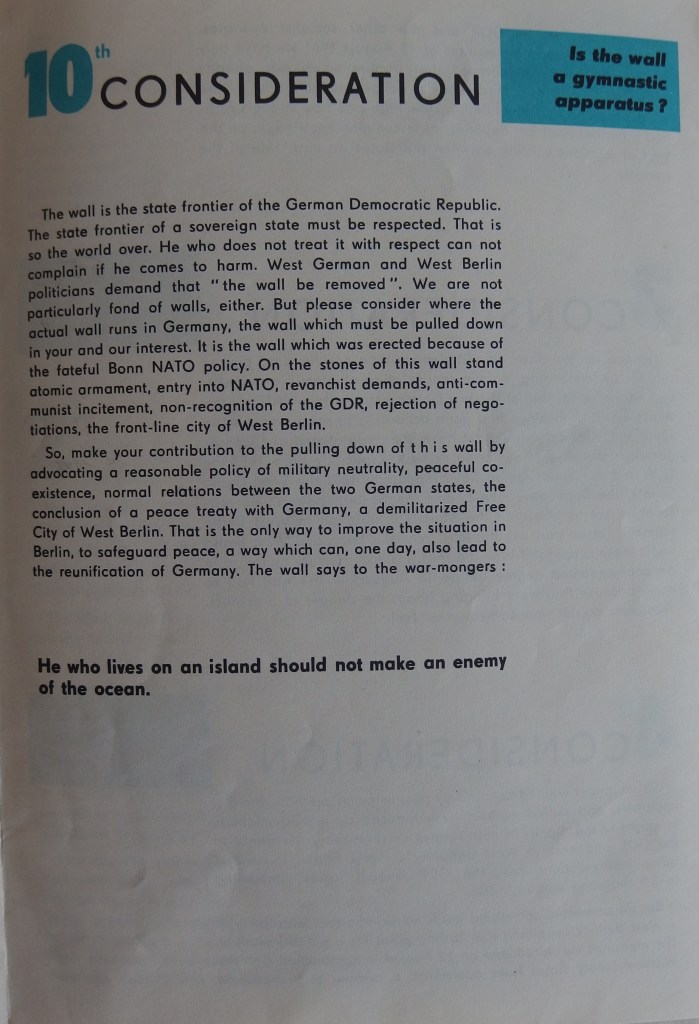 10th CONSIDERATION
Is the wall
a gymnastic
apparatus ?
The wall is the state frontier of the German Democratic Republic.
The state frontier of a sovereign state must be respected. That is
so the world over. He who does not treat it with respect can not
complain if he comes to harm. West German and West Berlin
politicians demand that “ the wall be removed ”. We are not
particularly fond of walls, either. But please consider where the
actual wall runs in Germany, the wall which must be pulled down
in your and our interest. It is the wall which was erected because of
the fateful Bonn NATO policy. On the stones of this wall stand
atomic armament, entry into NATO, revanchist demands, anti-com-
munist incitement, non-recognition of the GDR, rejection of nego-
tiations, the front-line city of West Berlin.
So, make your contribution to the pulling down of t h i s wall by
advocating a reasonable policy of military neutrality, peaceful co-
existence, normal relations between the two German states, the
conclusion of a peace treaty with Germany, a demilitarized Free
City of West Berlin. That is the only way to improve the situation in
Berlin, to safeguard peace, a way which can, one day, also lead to
the reunification of Germany. The wall says to the war-mongers :
He who lives on an island should not make an enemy
of the ocean.